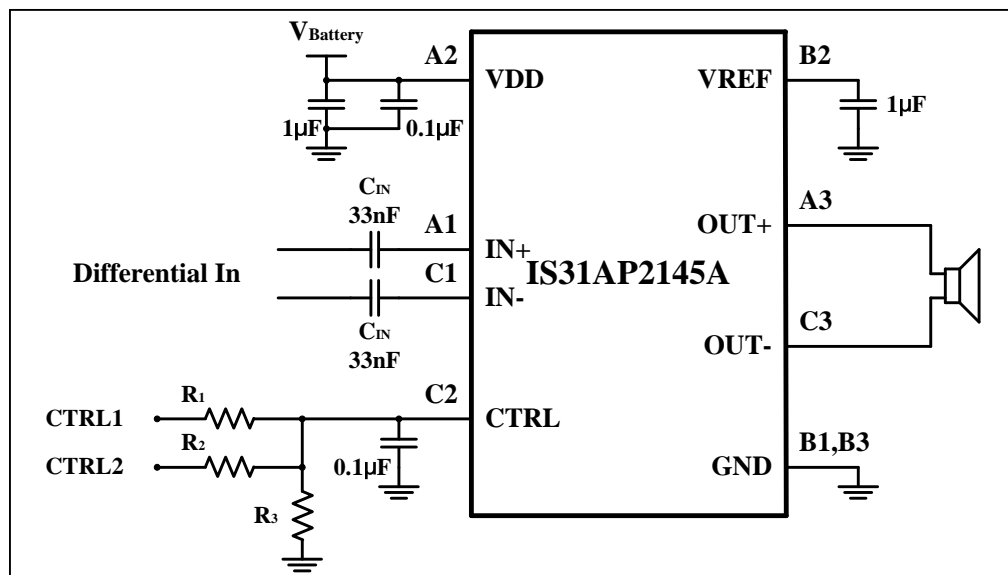 VBattery
A2
VDD
1µF
0.1µF
VREF
B2
1µF
CIN
33nF
A1
IN+
Differential In
C1
IN-
CIN
33nF
IS31AP2145A
OUT+
A3
OUT-
C3
C2
CTRL
CTRL1
R1
CTRL2
R2
R3
0.1µF
GND
B1,B3